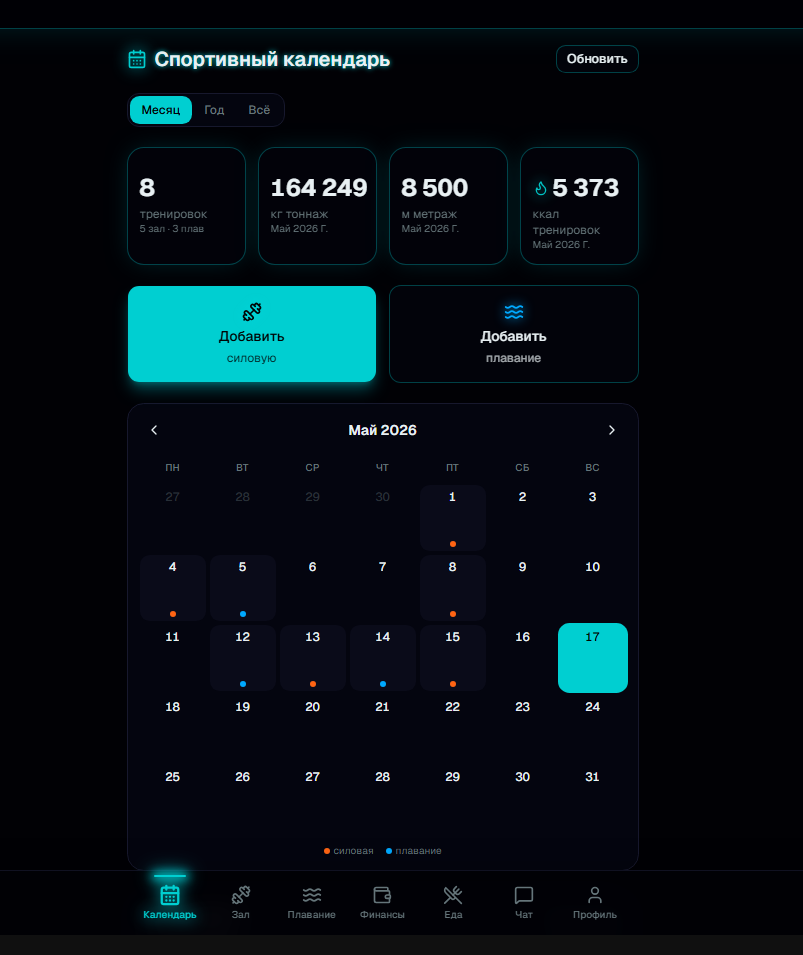 Спортивный календарь
Обновить
Месяц Год Всё
8
тренировок
5 зал · 3 плав
164 249
кг тоннаж
Май 2026 Г.
8 500
м метраж
Май 2026 Г.
5 373
ккал
тренировок
Май 2026 Г.
Добавить
силовую
Добавить
плавание
Май 2026
ПН ВТ СР ЧТ ПТ СБ ВС
27 28 29 30 1 2 3
4 5 6 7 8 9 10
11 12 13 14 15 16 17
18 19 20 21 22 23 24
25 26 27 28 29 30 31
силовая плавание
Календарь Зал Плавание Финансы Еда Чат Профиль